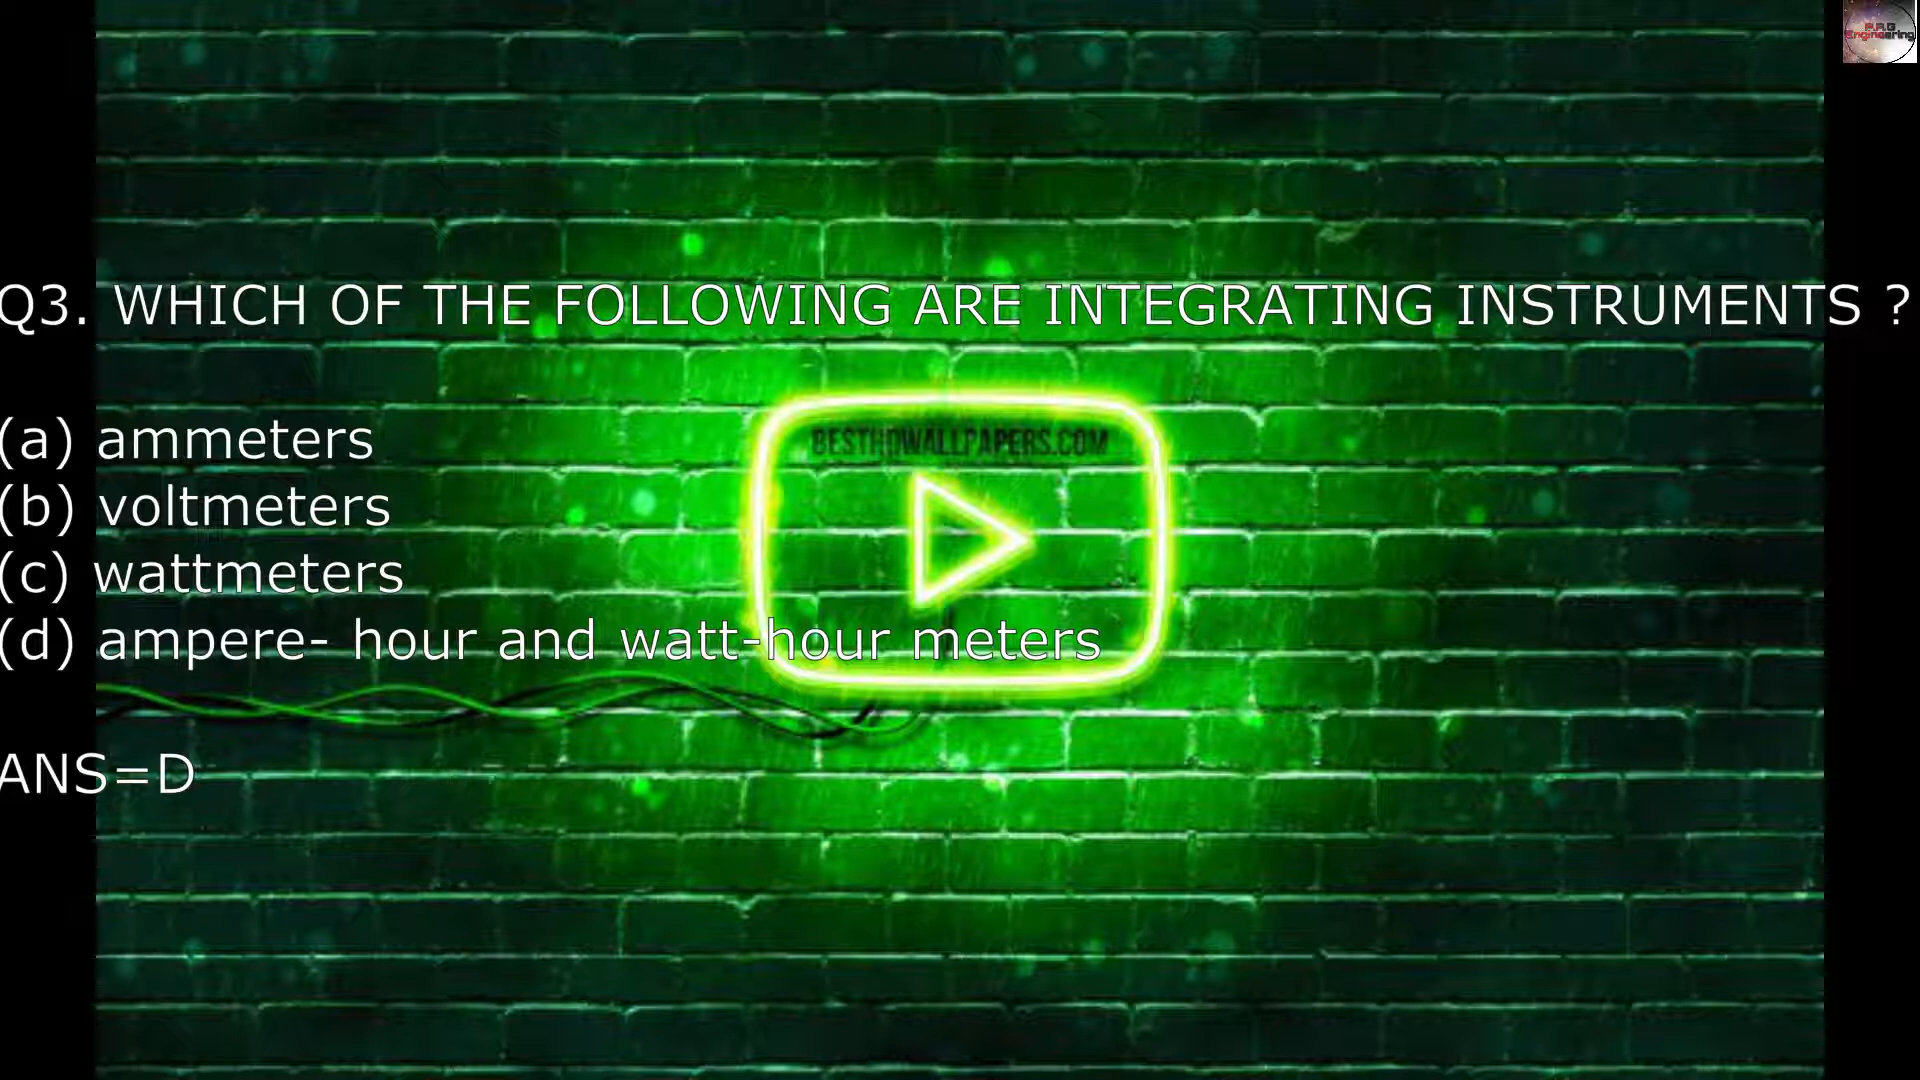 P.R.G
Engineering
Q3. WHICH OF THE FOLLOWING ARE INTEGRATING INSTRUMENTS ?
BESTHDWALLPAPERS.COM
(a) ammeters
(b) voltmeters
(c) wattmeters
(d) ampere- hour and watt-hour meters
ANS=D